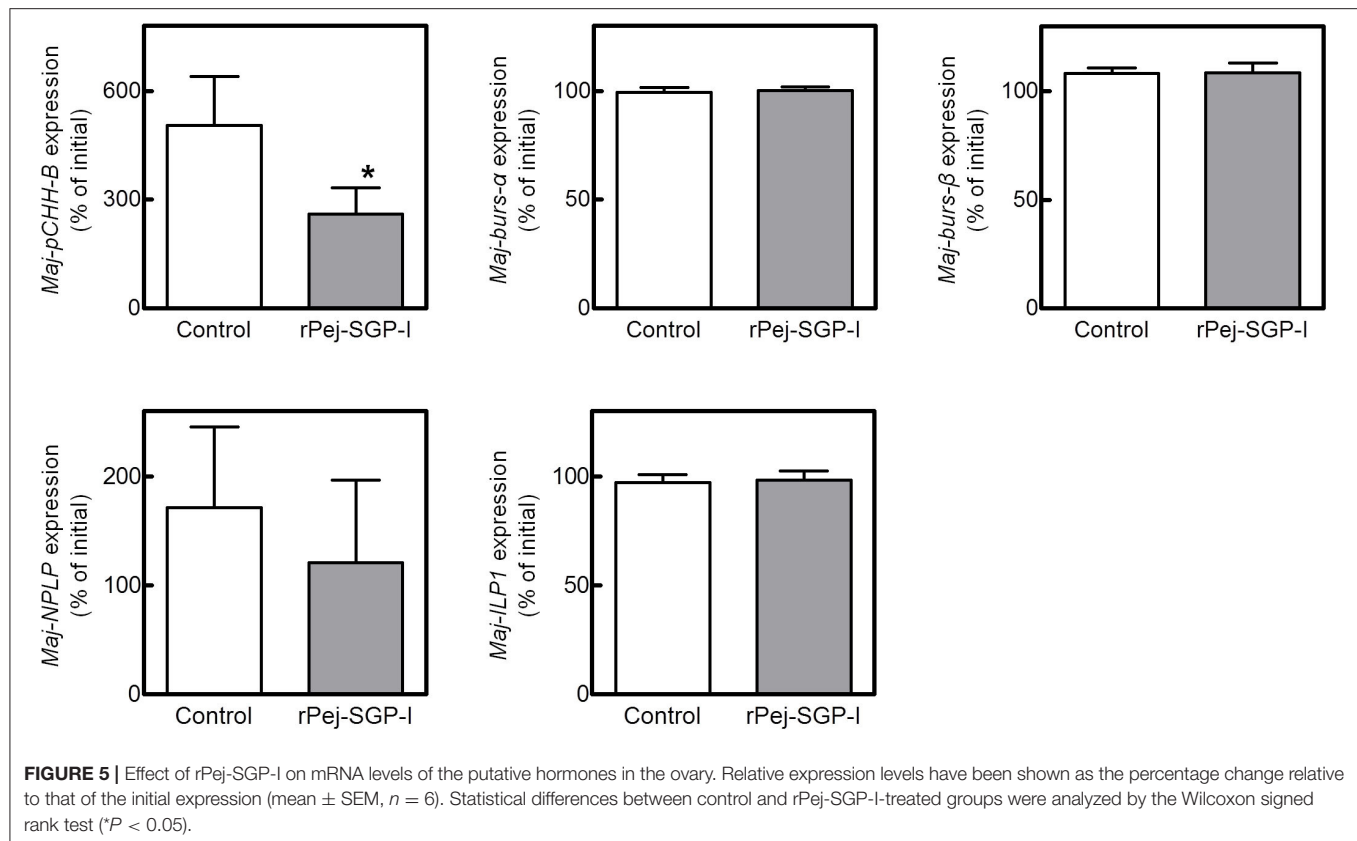 Maj-pCHH-B expression
(% of initial)
600
300
0
*
Control
rPej-SGP-I
Maj-burs-α expression
(% of initial)
100
50
0
Control
rPej-SGP-I
Maj-burs-β expression
(% of initial)
100
50
0
Control
rPej-SGP-I
Maj-NPLP expression
(% of initial)
200
100
0
Control
rPej-SGP-I
Maj-ILP1 expression
(% of initial)
100
50
0
Control
rPej-SGP-I
FIGURE 5 | Effect of rPej-SGP-I on mRNA levels of the putative hormones in the ovary. Relative expression levels have been shown as the percentage change relative
to that of the initial expression (mean ± SEM, n = 6). Statistical differences between control and rPej-SGP-I-treated groups were analyzed by the Wilcoxon signed
rank test (*P < 0.05).